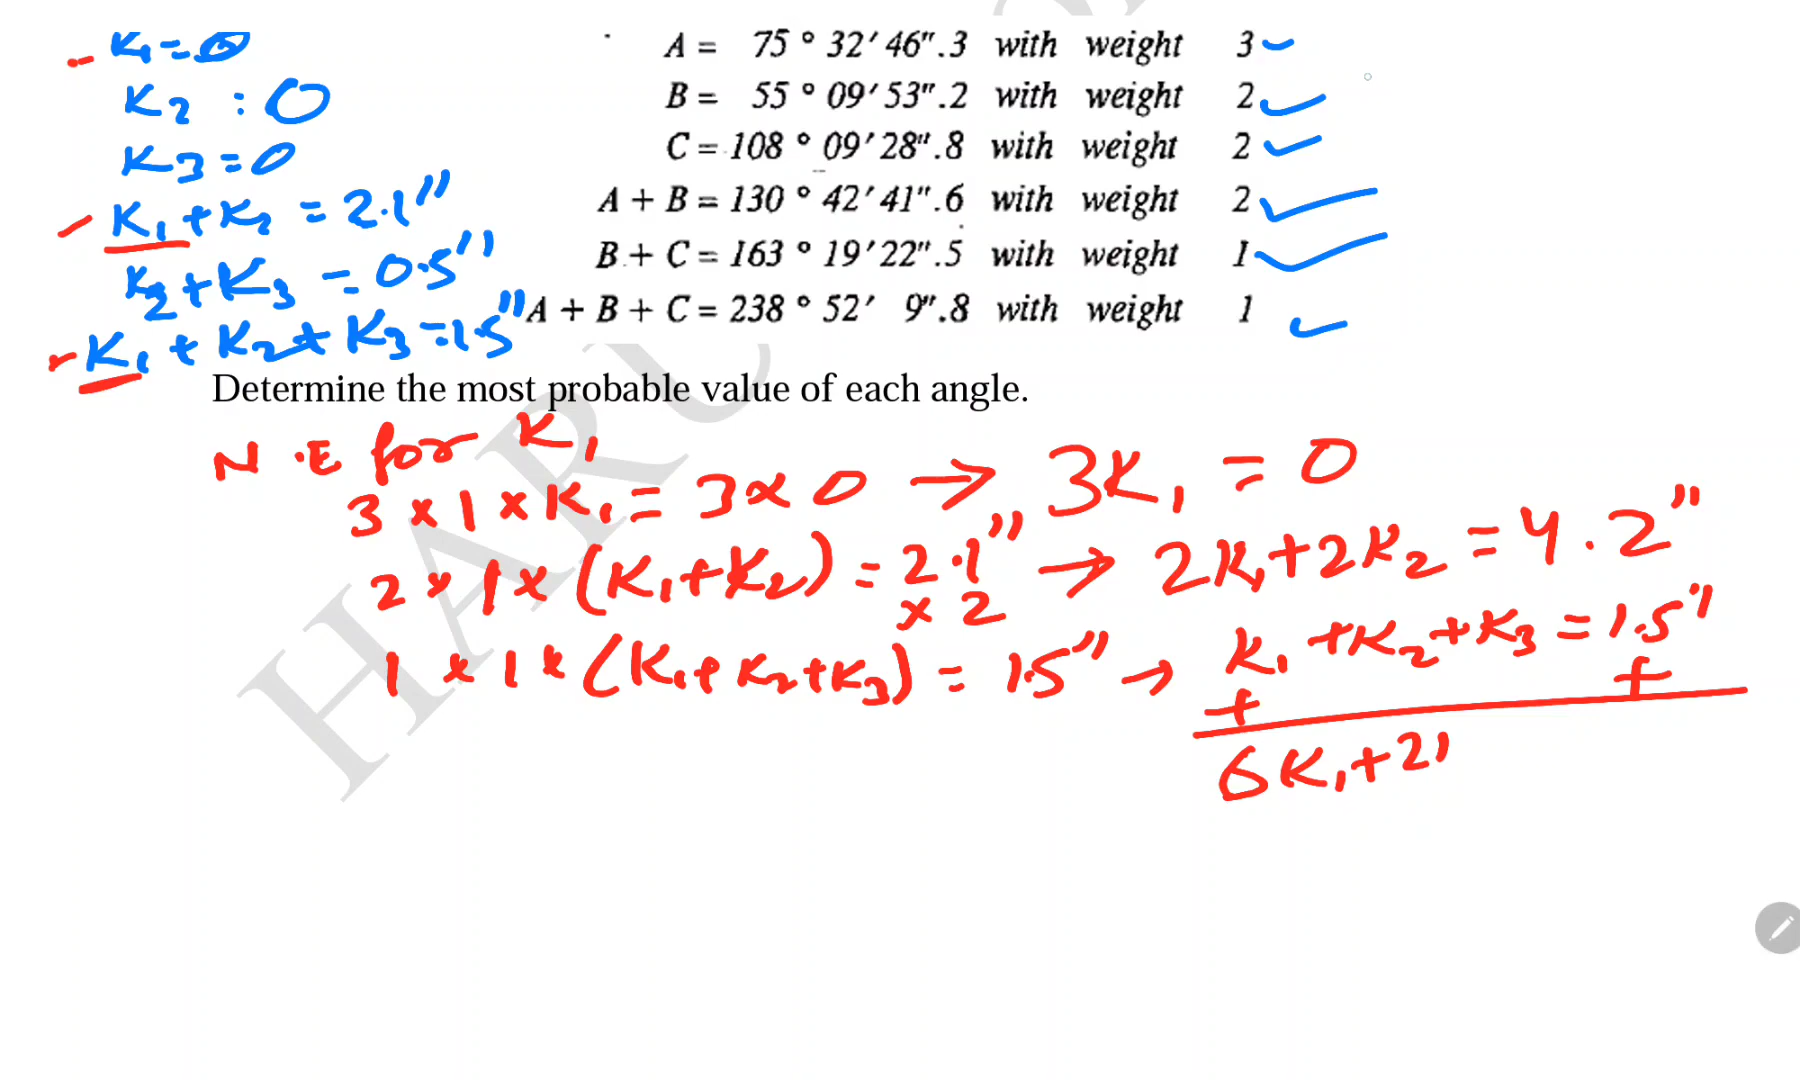 K1 = 0
K2 : 0
K3 = 0
K1 + K2 = 2.1"
K2 + K3 = 0.5"
K1 + K2 + K3 = 1.5"
A = 75° 32′ 46″.3 with weight 3
B = 55° 09′ 53″.2 with weight 2
C = 108° 09′ 28″.8 with weight 2
A + B = 130° 42′ 41″.6 with weight 2
B + C = 163° 19′ 22″.5 with weight 1
A + B + C = 238° 52′ 9″.8 with weight 1
Determine the most probable value of each angle.
N.E for K1
3 × 1 × K1 = 3 × 0 → 3K1 = 0
2 × 1 × (K1 + K2) = 2.1" × 2 → 2K1 + 2K2 = 4.2"
1 × 1 × (K1 + K2 + K3) = 1.5" → K1 + K2 + K3 = 1.5"
+ +
6K1 + 2
HARU